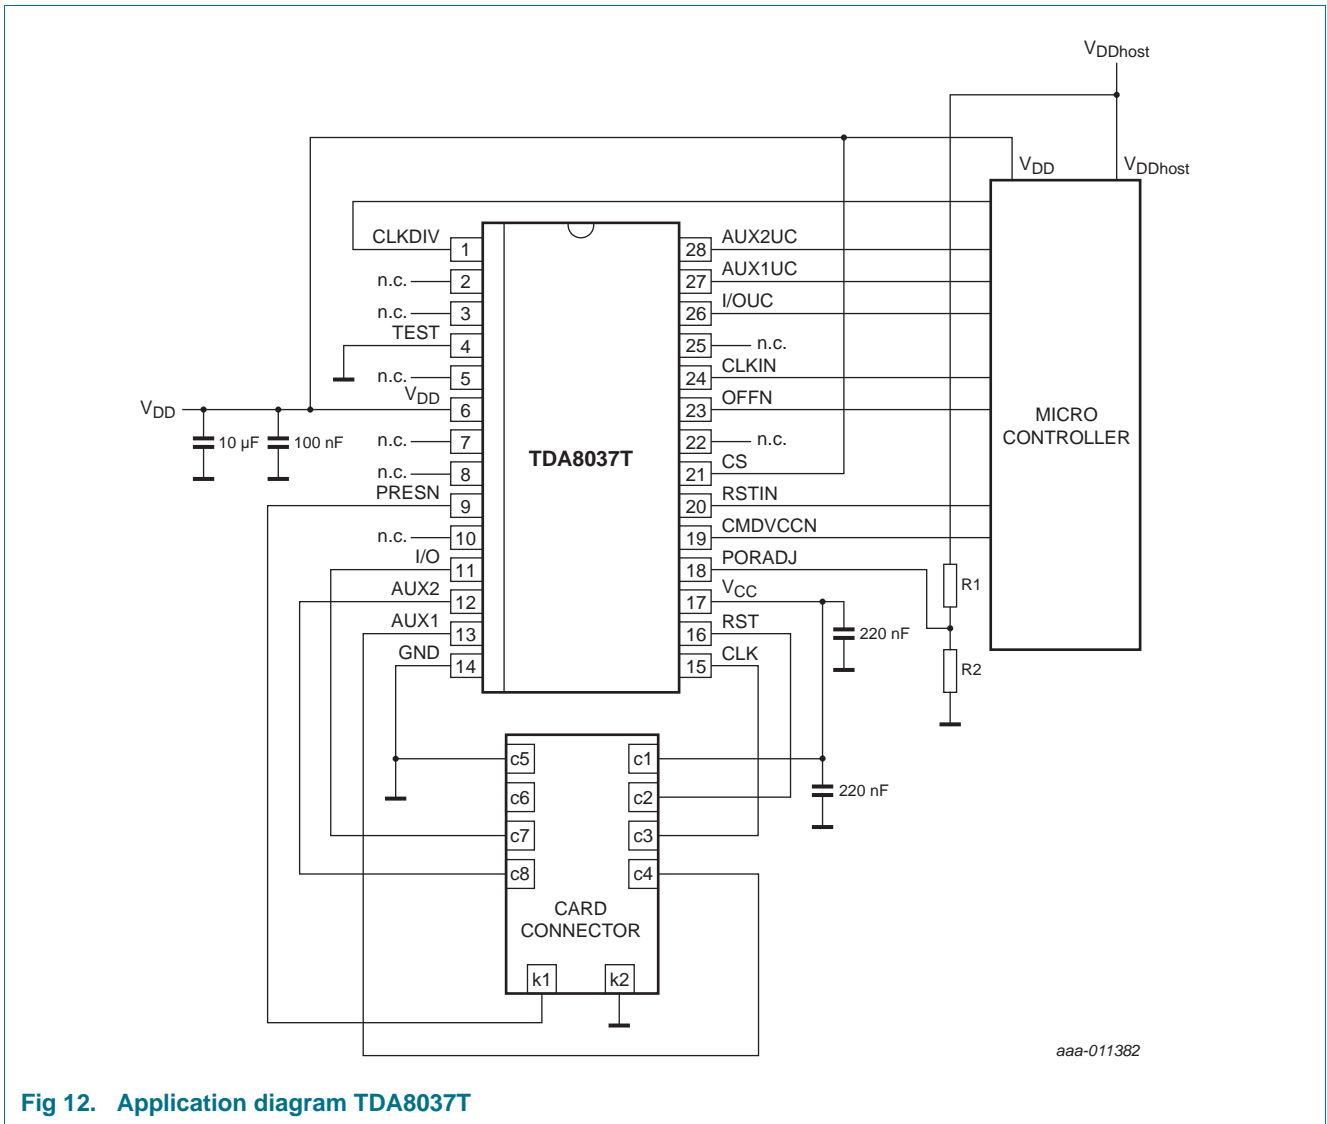 VDDhost
VDD
VDDhost
CLKDIV
1
28
AUX2UC
n.c.
2
27
AUX1UC
n.c.
3
26
I/OUC
TEST
4
25
n.c.
n.c.
5
24
CLKIN
VDD
VDD
6
23
OFFN
10 µF
100 nF
n.c.
7
22
n.c.
n.c.
8
21
CS
PRESN
9
20
RSTIN
n.c.
10
19
CMDVCCN
I/O
11
18
PORADJ
AUX2
12
17
VCC
AUX1
13
16
RST
GND
14
15
CLK
TDA8037T
MICRO
CONTROLLER
R1
220 nF
R2
c5
c1
c6
c2
220 nF
c7
c3
c8
c4
CARD
CONNECTOR
k1
k2
aaa-011382
Fig 12. Application diagram TDA8037T